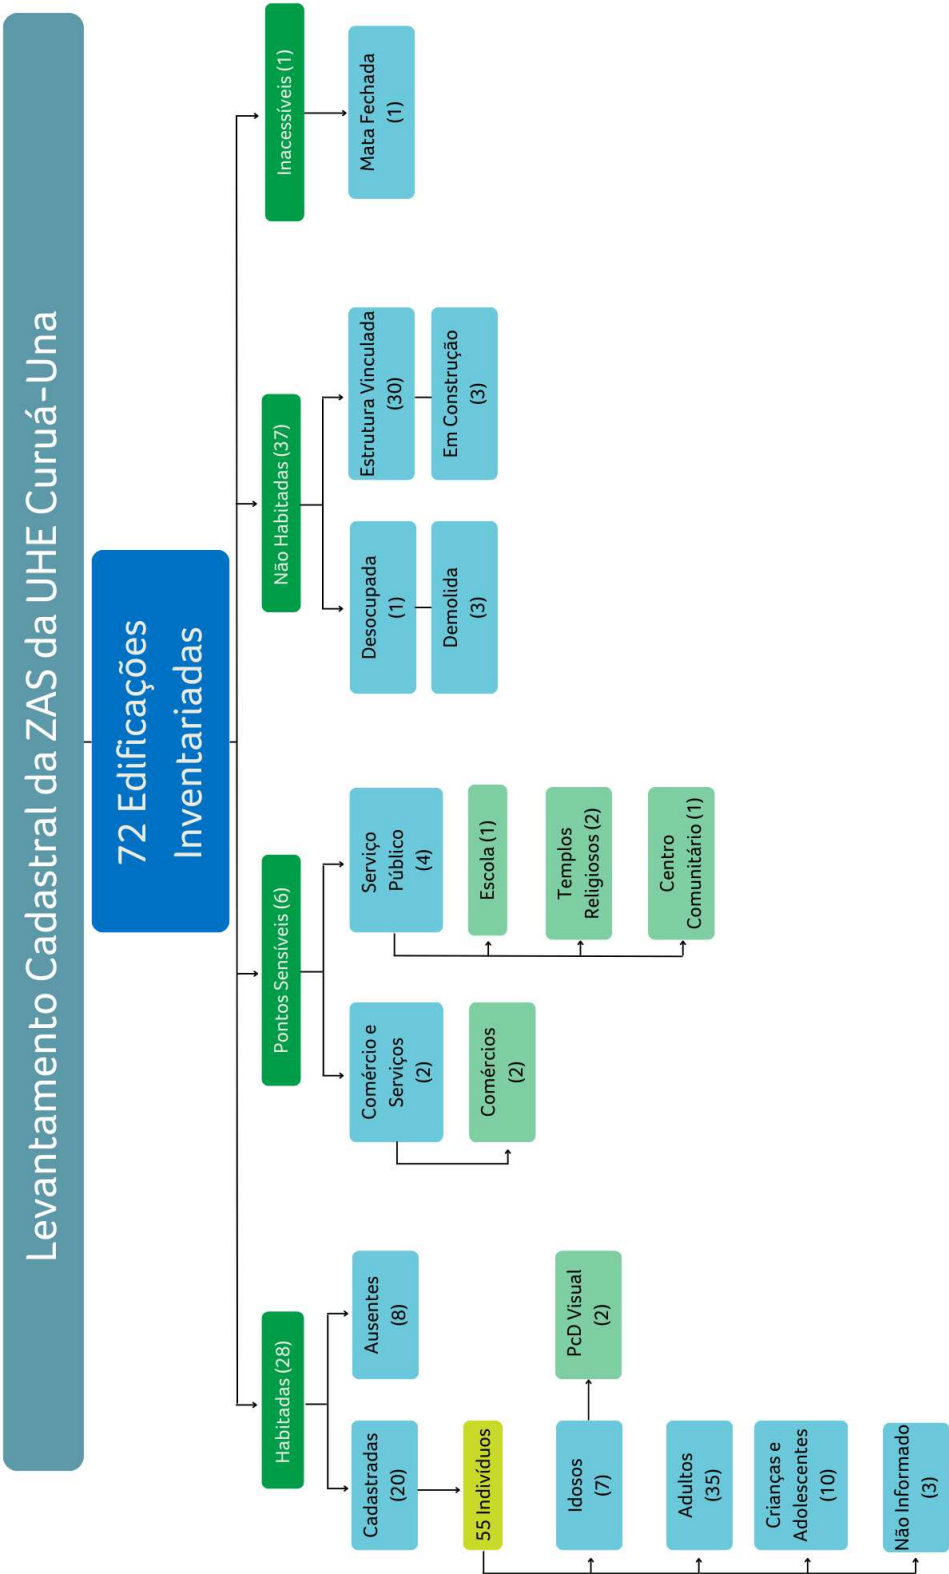 Levantamento Cadastral da ZAS da UHE Curuá-Una
72 Edificações
Inventariadas
Habitadas (28)
Cadastradas
(20)
Ausentes
(8)
55 Indivíduos
Idosos
(7)
PcD Visual
(2)
Adultos
(35)
Crianças e
Adolescentes
(10)
Não Informado
(3)
Pontos Sensíveis (6)
Comércio e
Serviços
(2)
Comércios
(2)
Serviço
Público
(4)
Escola (1)
Templos
Religiosos (2)
Centro
Comunitário (1)
Não Habitadas (37)
Desocupada
(1)
Demolida
(3)
Estrutura Vinculada
(30)
Em Construção
(3)
Inacessíveis (1)
Mata Fechada
(1)